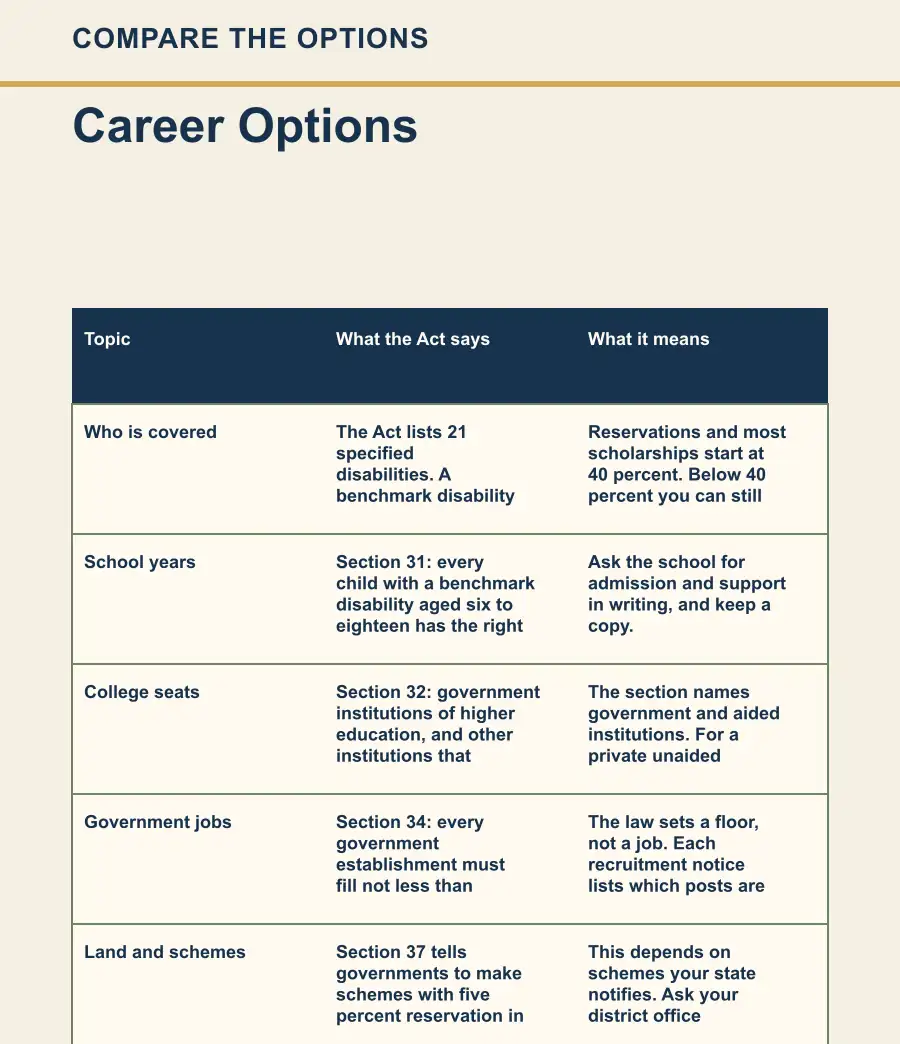 COMPARE THE OPTIONS
Career Options
Topic
What the Act says
What it means
Who is covered
The Act lists 21
specified
disabilities. A
benchmark disability
Reservations and most
scholarships start at
40 percent. Below 40
percent you can still
School years
Section 31: every
child with a benchmark
disability aged six to
eighteen has the right
Ask the school for
admission and support
in writing, and keep a
copy.
College seats
Section 32: government
institutions of higher
education, and other
institutions that
The section names
government and aided
institutions. For a
private unaided
Government jobs
Section 34: every
government
establishment must
fill not less than
The law sets a floor,
not a job. Each
recruitment notice
lists which posts are
Land and schemes
Section 37 tells
governments to make
schemes with five
percent reservation in
This depends on
schemes your state
notifies. Ask your
district office